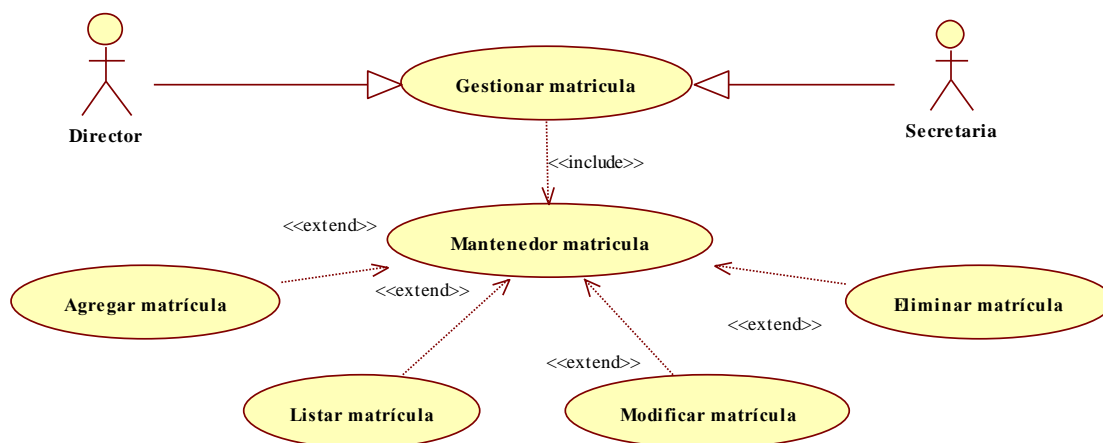 Gestionar matricula
Director
Secretaria
<<include>>
<<extend>>
Mantenedor matricula
<<extend>>
Agregar matrícula
Eliminar matrícula
<<extend>>
<<extend>>
Listar matrícula
Modificar matrícula